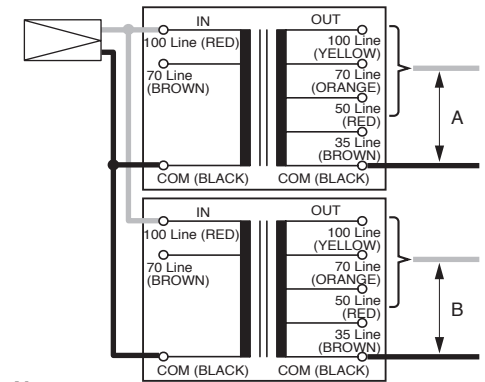 IN OUT
100 Line (RED) 100 Line
(YELLOW)
70 Line
(BROWN) 70 Line
(ORANGE)
50 Line
(RED)
35 Line
(BROWN)
COM (BLACK) COM (BLACK)
A
IN OUT
100 Line (RED) 100 Line
(YELLOW)
70 Line
(BROWN) 70 Line
(ORANGE)
50 Line
(RED)
35 Line
(BROWN)
COM (BLACK) COM (BLACK)
B